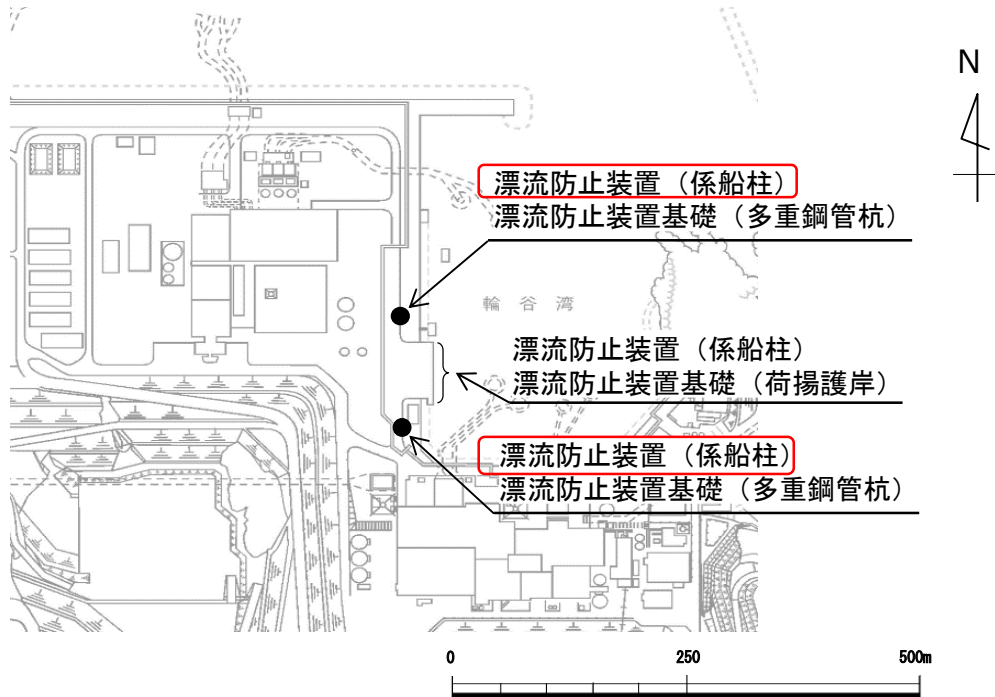 N
漂流防止装置（係船柱）
漂流防止装置基礎（多重鋼管杭）
輪谷湾
漂流防止装置（係船柱）
漂流防止装置基礎（荷揚護岸）
漂流防止装置（係船柱）
漂流防止装置基礎（多重鋼管杭）
0 250 500m